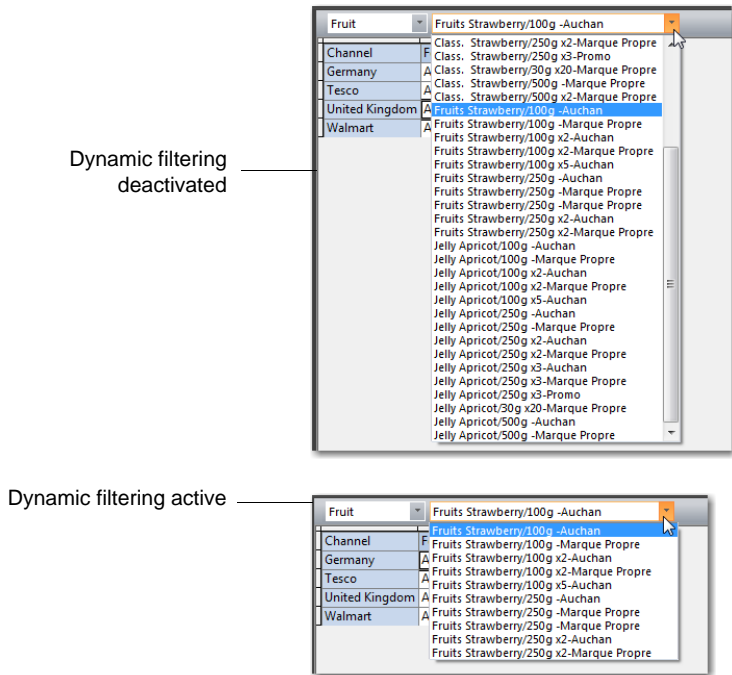 Fruit Fruits Strawberry/100g -Auchan
Class. Strawberry/250g x2-Marque Propre
Channel F Class. Strawberry/250g x3-Promo
Germany A Class. Strawberry/30g x20-Marque Propre
Class. Strawberry/500g -Marque Propre
Tesco A Class. Strawberry/500g x2-Marque Propre
United Kingdom A Fruits Strawberry/100g -Auchan
Walmart A Fruits Strawberry/100g -Marque Propre
Fruits Strawberry/100g x2-Auchan
Fruits Strawberry/100g x2-Marque Propre
Dynamic filtering
deactivated
Fruits Strawberry/100g x5-Auchan
Fruits Strawberry/250g -Auchan
Fruits Strawberry/250g -Marque Propre
Fruits Strawberry/250g -Marque Propre
Fruits Strawberry/250g x2-Auchan
Fruits Strawberry/250g x2-Marque Propre
Jelly Apricot/100g -Auchan
Jelly Apricot/100g -Marque Propre
Jelly Apricot/100g x2-Auchan
Jelly Apricot/100g x2-Marque Propre
Jelly Apricot/100g x5-Auchan
Jelly Apricot/250g -Auchan
Jelly Apricot/250g -Marque Propre
Jelly Apricot/250g x2-Auchan
Jelly Apricot/250g x2-Marque Propre
Jelly Apricot/250g x3-Auchan
Jelly Apricot/250g x3-Marque Propre
Jelly Apricot/250g x3-Promo
Jelly Apricot/30g x20-Marque Propre
Jelly Apricot/500g -Auchan
Jelly Apricot/500g -Marque Propre
Dynamic filtering active
Fruit Fruits Strawberry/100g -Auchan
Fruits Strawberry/100g -Auchan
Channel F Fruits Strawberry/100g -Marque Propre
Germany A Fruits Strawberry/100g x2-Auchan
Fruits Strawberry/100g x2-Marque Propre
Tesco A Fruits Strawberry/100g x5-Auchan
Fruits Strawberry/250g -Auchan
United Kingdom A Fruits Strawberry/250g -Marque Propre
Walmart A Fruits Strawberry/250g -Marque Propre
Fruits Strawberry/250g x2-Auchan
Fruits Strawberry/250g x2-Marque Propre